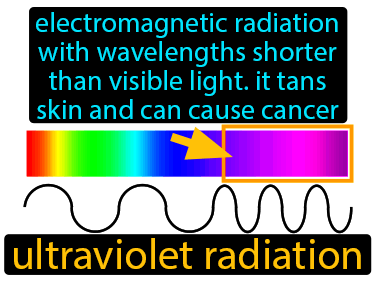 electromagnetic radiation
with wavelengths shorter
than visible light. it tans
skin and can cause cancer
ultraviolet radiation